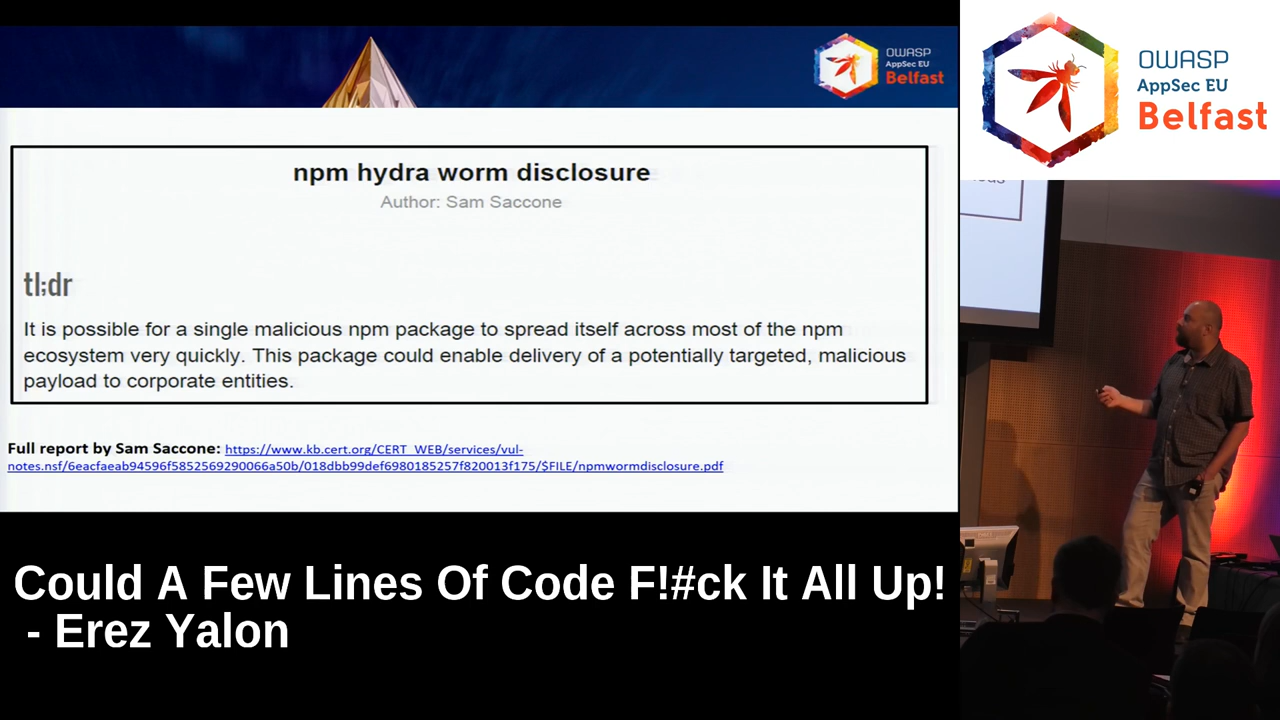 OWASP
AppSec EU
Belfast
npm hydra worm disclosure
Author: Sam Saccone
tl;dr
It is possible for a single malicious npm package to spread itself across most of the npm
ecosystem very quickly. This package could enable delivery of a potentially targeted, malicious
payload to corporate entities.
Full report by Sam Saccone: https://www.kb.cert.org/CERT_WEB/services/vul-
notes.nsf/6eacfaeab94596f5852569290066a50b/018dbb99def6980185257f820013f175/$FILE/npmwormdisclosure.pdf
OWASP
AppSec EU
Belfast
Could A Few Lines Of Code F!#ck It All Up!
- Erez Yalon